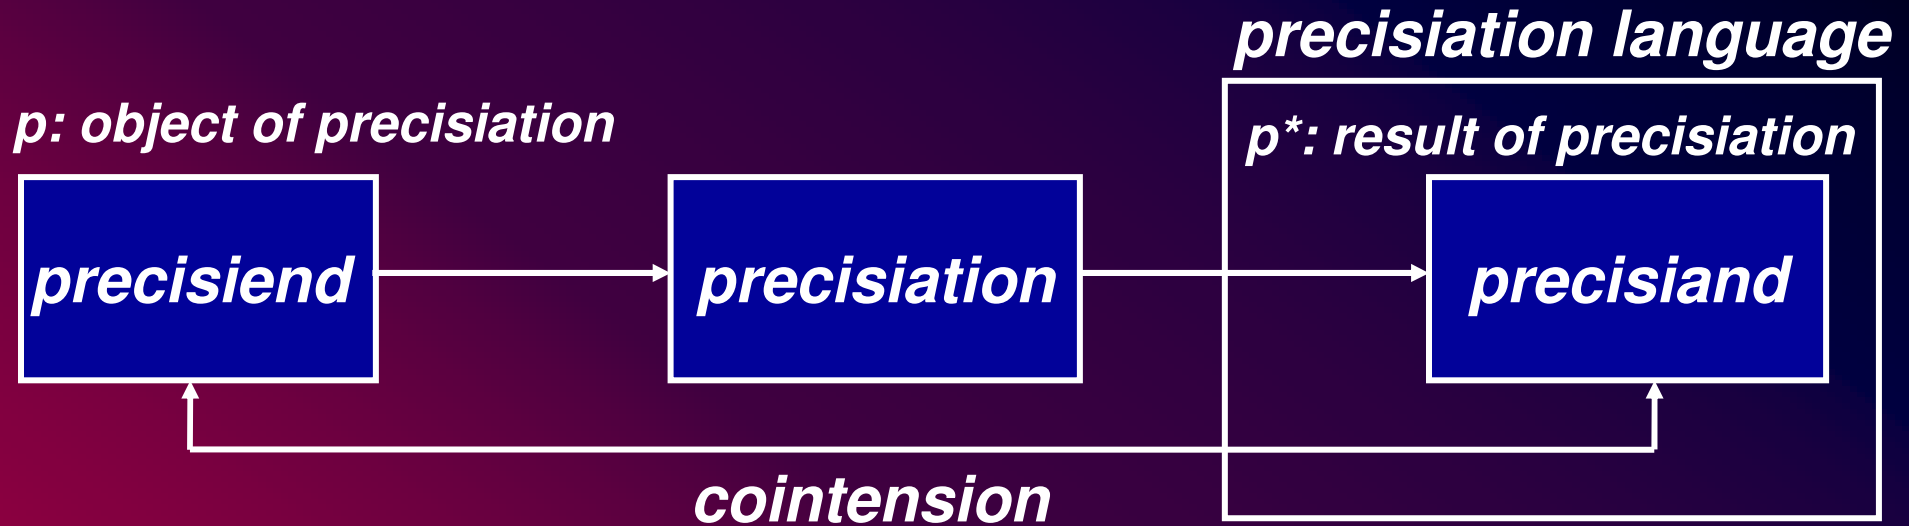 precisiation language
p: object of precisiation
p*: result of precisiation
precisiend
precisiation
precisiand
cointension